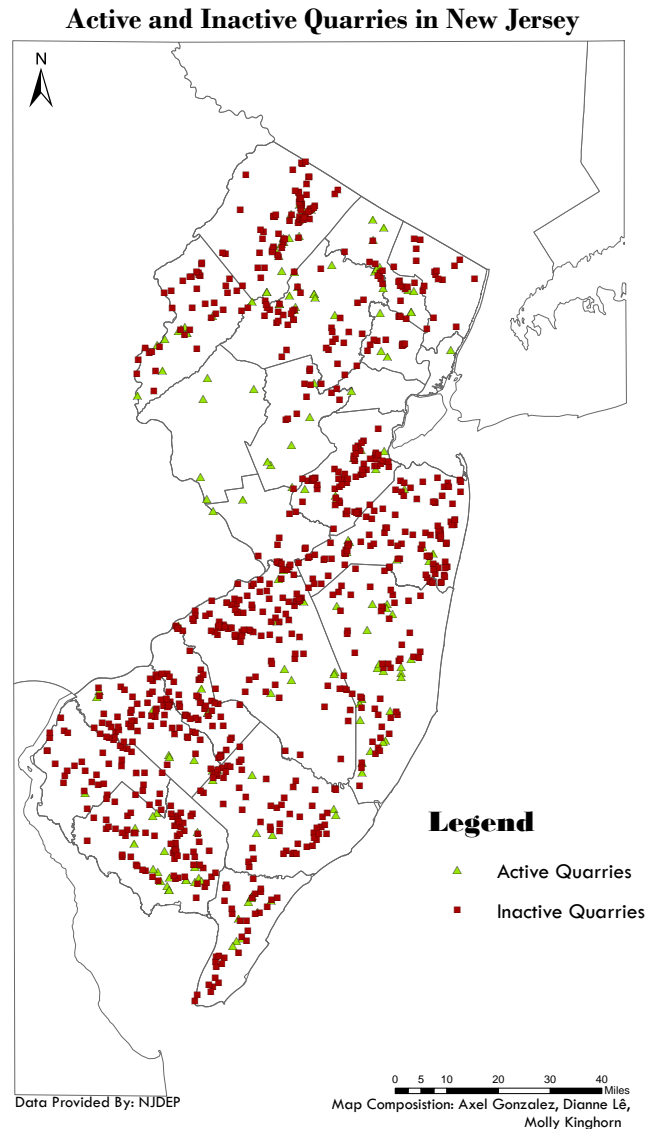 Active and Inactive Quarries in New Jersey
N
Legend
Active Quarries
Inactive Quarries
0 5 10 20 30 40
Miles
Data Provided By: NJDEP
Map Composistion: Axel Gonzalez, Dianne Lê,
Molly Kinghorn